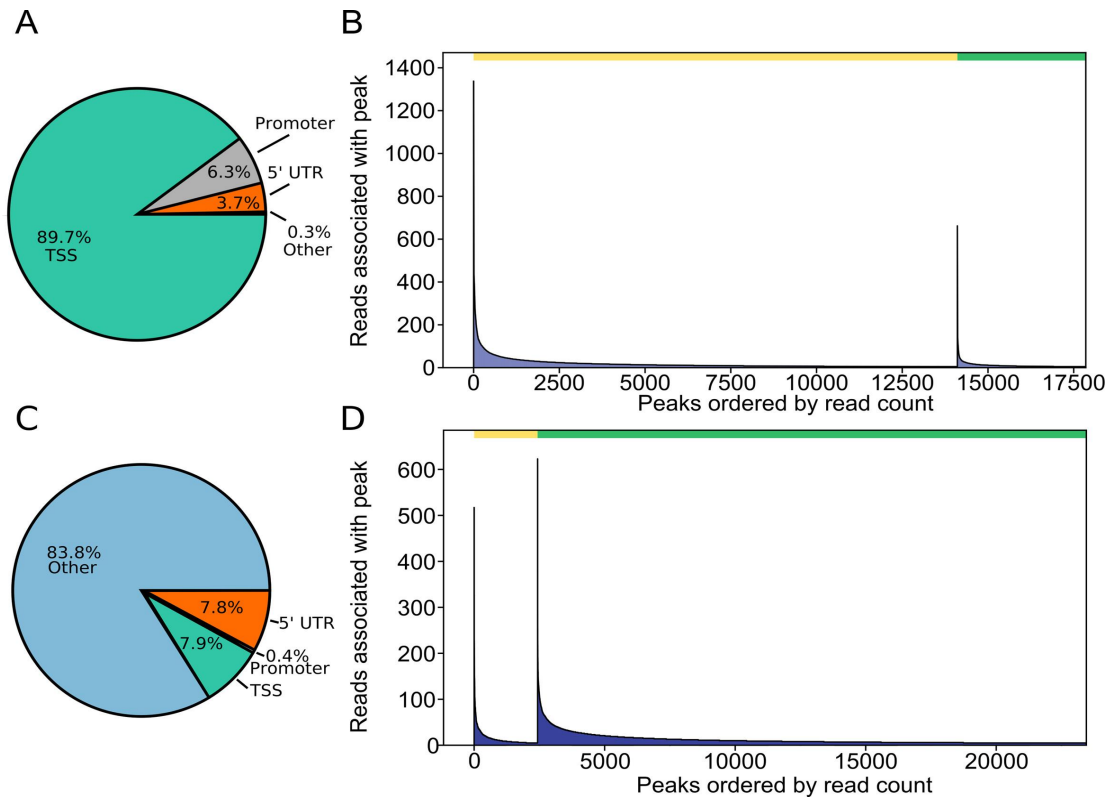 A
Promoter
6.3%
5' UTR
3.7%
0.3%
Other
89.7%
TSS
B
Reads associated with peak
1400
1200
1000
800
600
400
200
0
0 2500 5000 7500 10000 12500 15000 17500
Peaks ordered by read count
C
83.8%
Other
7.8%
5' UTR
7.9%
0.4%
Promoter
TSS
D
Reads associated with peak
600
500
400
300
200
100
0
0 5000 10000 15000 20000
Peaks ordered by read count